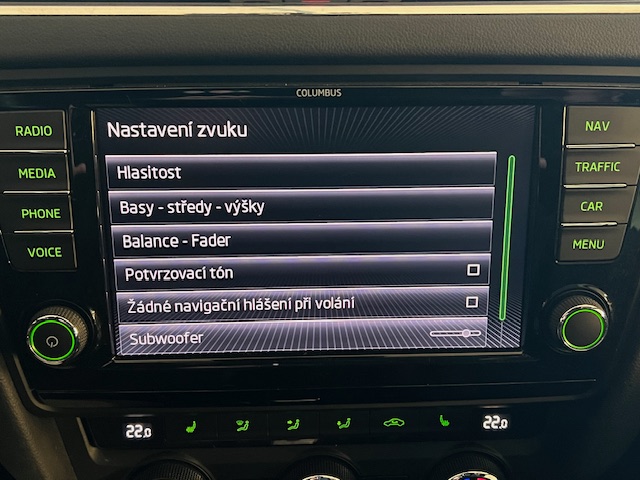 COLUMBUS
Nastavení zvuku
Hlasitost
Basy - středy - výšky
Balance - Fader
Potvrzovací tón
Žádné navigační hlášení při volání
Subwoofer
RADIO
MEDIA
PHONE
VOICE
NAV
TRAFFIC
CAR
MENU
22.0
22.0